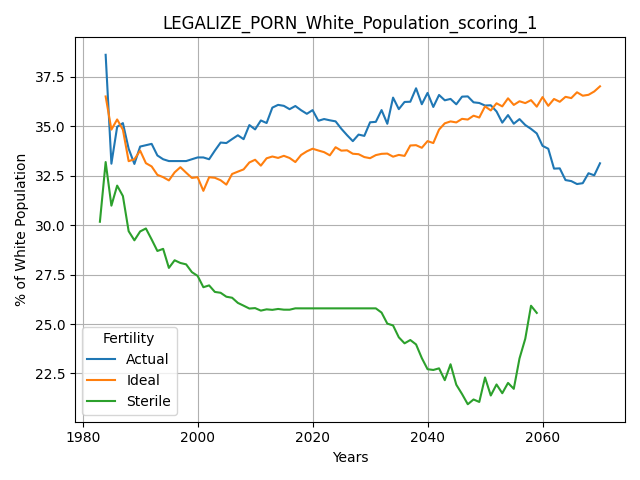 LEGALIZE_PORN_White_Population_scoring_1
% of White Population
37.5
35.0
32.5
30.0
27.5
25.0
22.5
Fertility
Actual
Ideal
Sterile
1980
2000
2020
2040
2060
Years